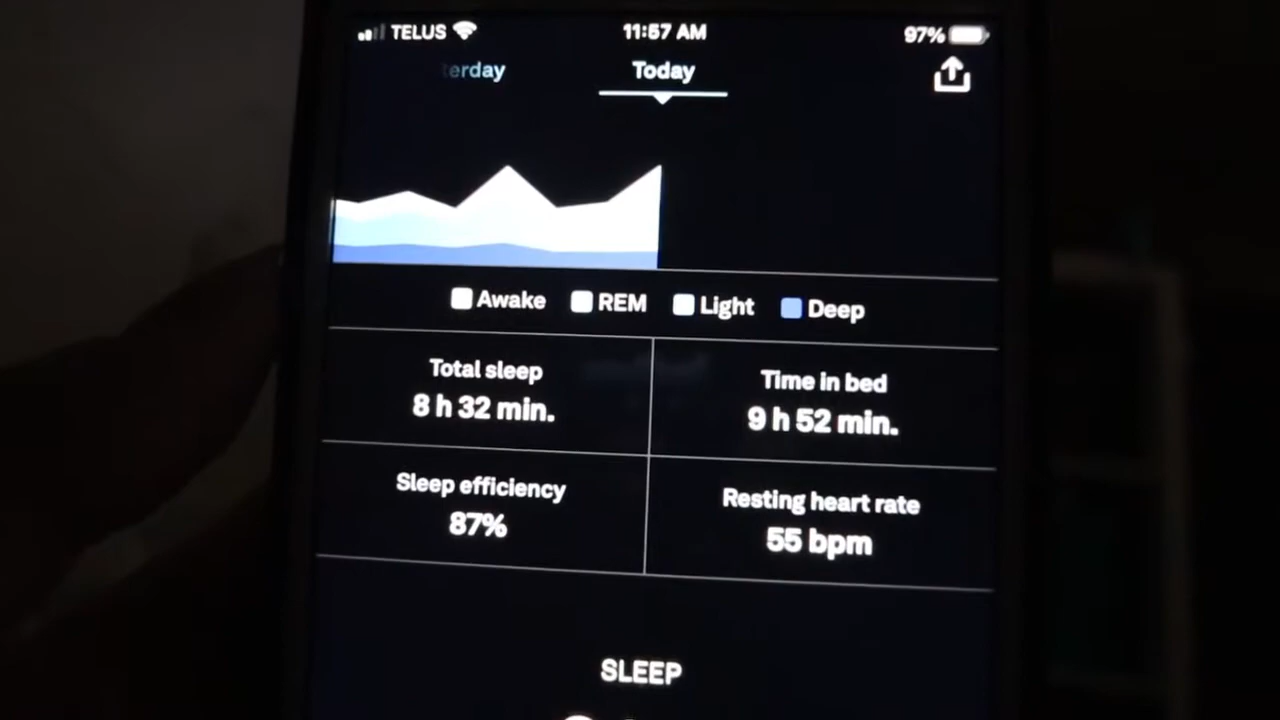 TELUS 11:57 AM 97%
terday Today
Awake REM Light Deep
Total sleep
8 h 32 min.
Time in bed
9 h 52 min.
Sleep efficiency
87%
Resting heart rate
55 bpm
SLEEP